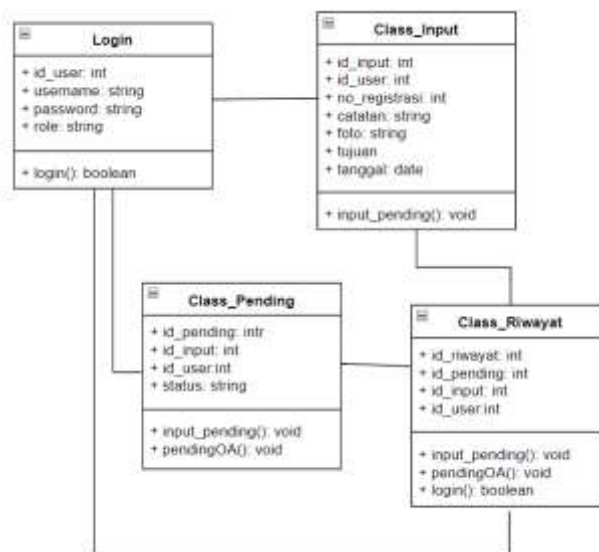 Login
+ id_user: int
+ username: string
+ password: string
+ role: string
+ login(): boolean
Class_Input
+ id_input: int
+ id_user: int
+ no_registrasi: int
+ catatan: string
+ foto: string
+ tujuan
+ tanggal: date
+ input_pending(): void
Class_Pending
+ id_pending: intr
+ id_input: int
+ id_user:int
+ status: string
+ input_pending(): void
+ pendingOA(): void
Class_Riwayat
+ id_riwayat: int
+ id_pending: int
+ id_input: int
+ id_user:int
+ input_pending(): void
+ pendingOA(): void
+ login(): boolean